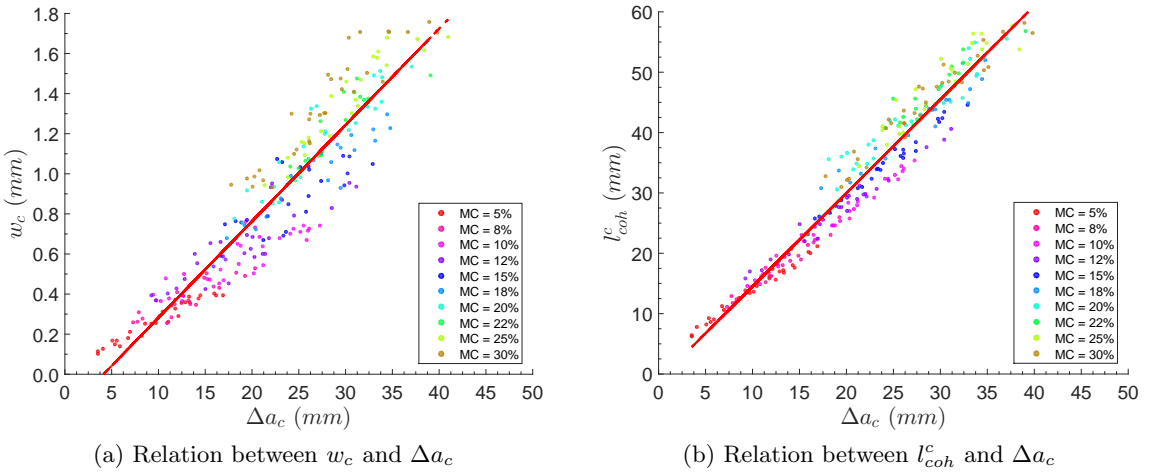 1.8
1.6
1.4
1.2
1.0
0.8
0.6
0.4
0.2
0.0
w_c (mm)
0 5 10 15 20 25 30 35 40 45 50
Δa_c (mm)
MC = 5%
MC = 8%
MC = 10%
MC = 12%
MC = 15%
MC = 18%
MC = 20%
MC = 22%
MC = 25%
MC = 30%
(a) Relation between w_c and Δa_c
60
50
40
30
20
10
0
l^c_{coh} (mm)
0 5 10 15 20 25 30 35 40 45 50
Δa_c (mm)
MC = 5%
MC = 8%
MC = 10%
MC = 12%
MC = 15%
MC = 18%
MC = 20%
MC = 22%
MC = 25%
MC = 30%
(b) Relation between l^c_{coh} and Δa_c